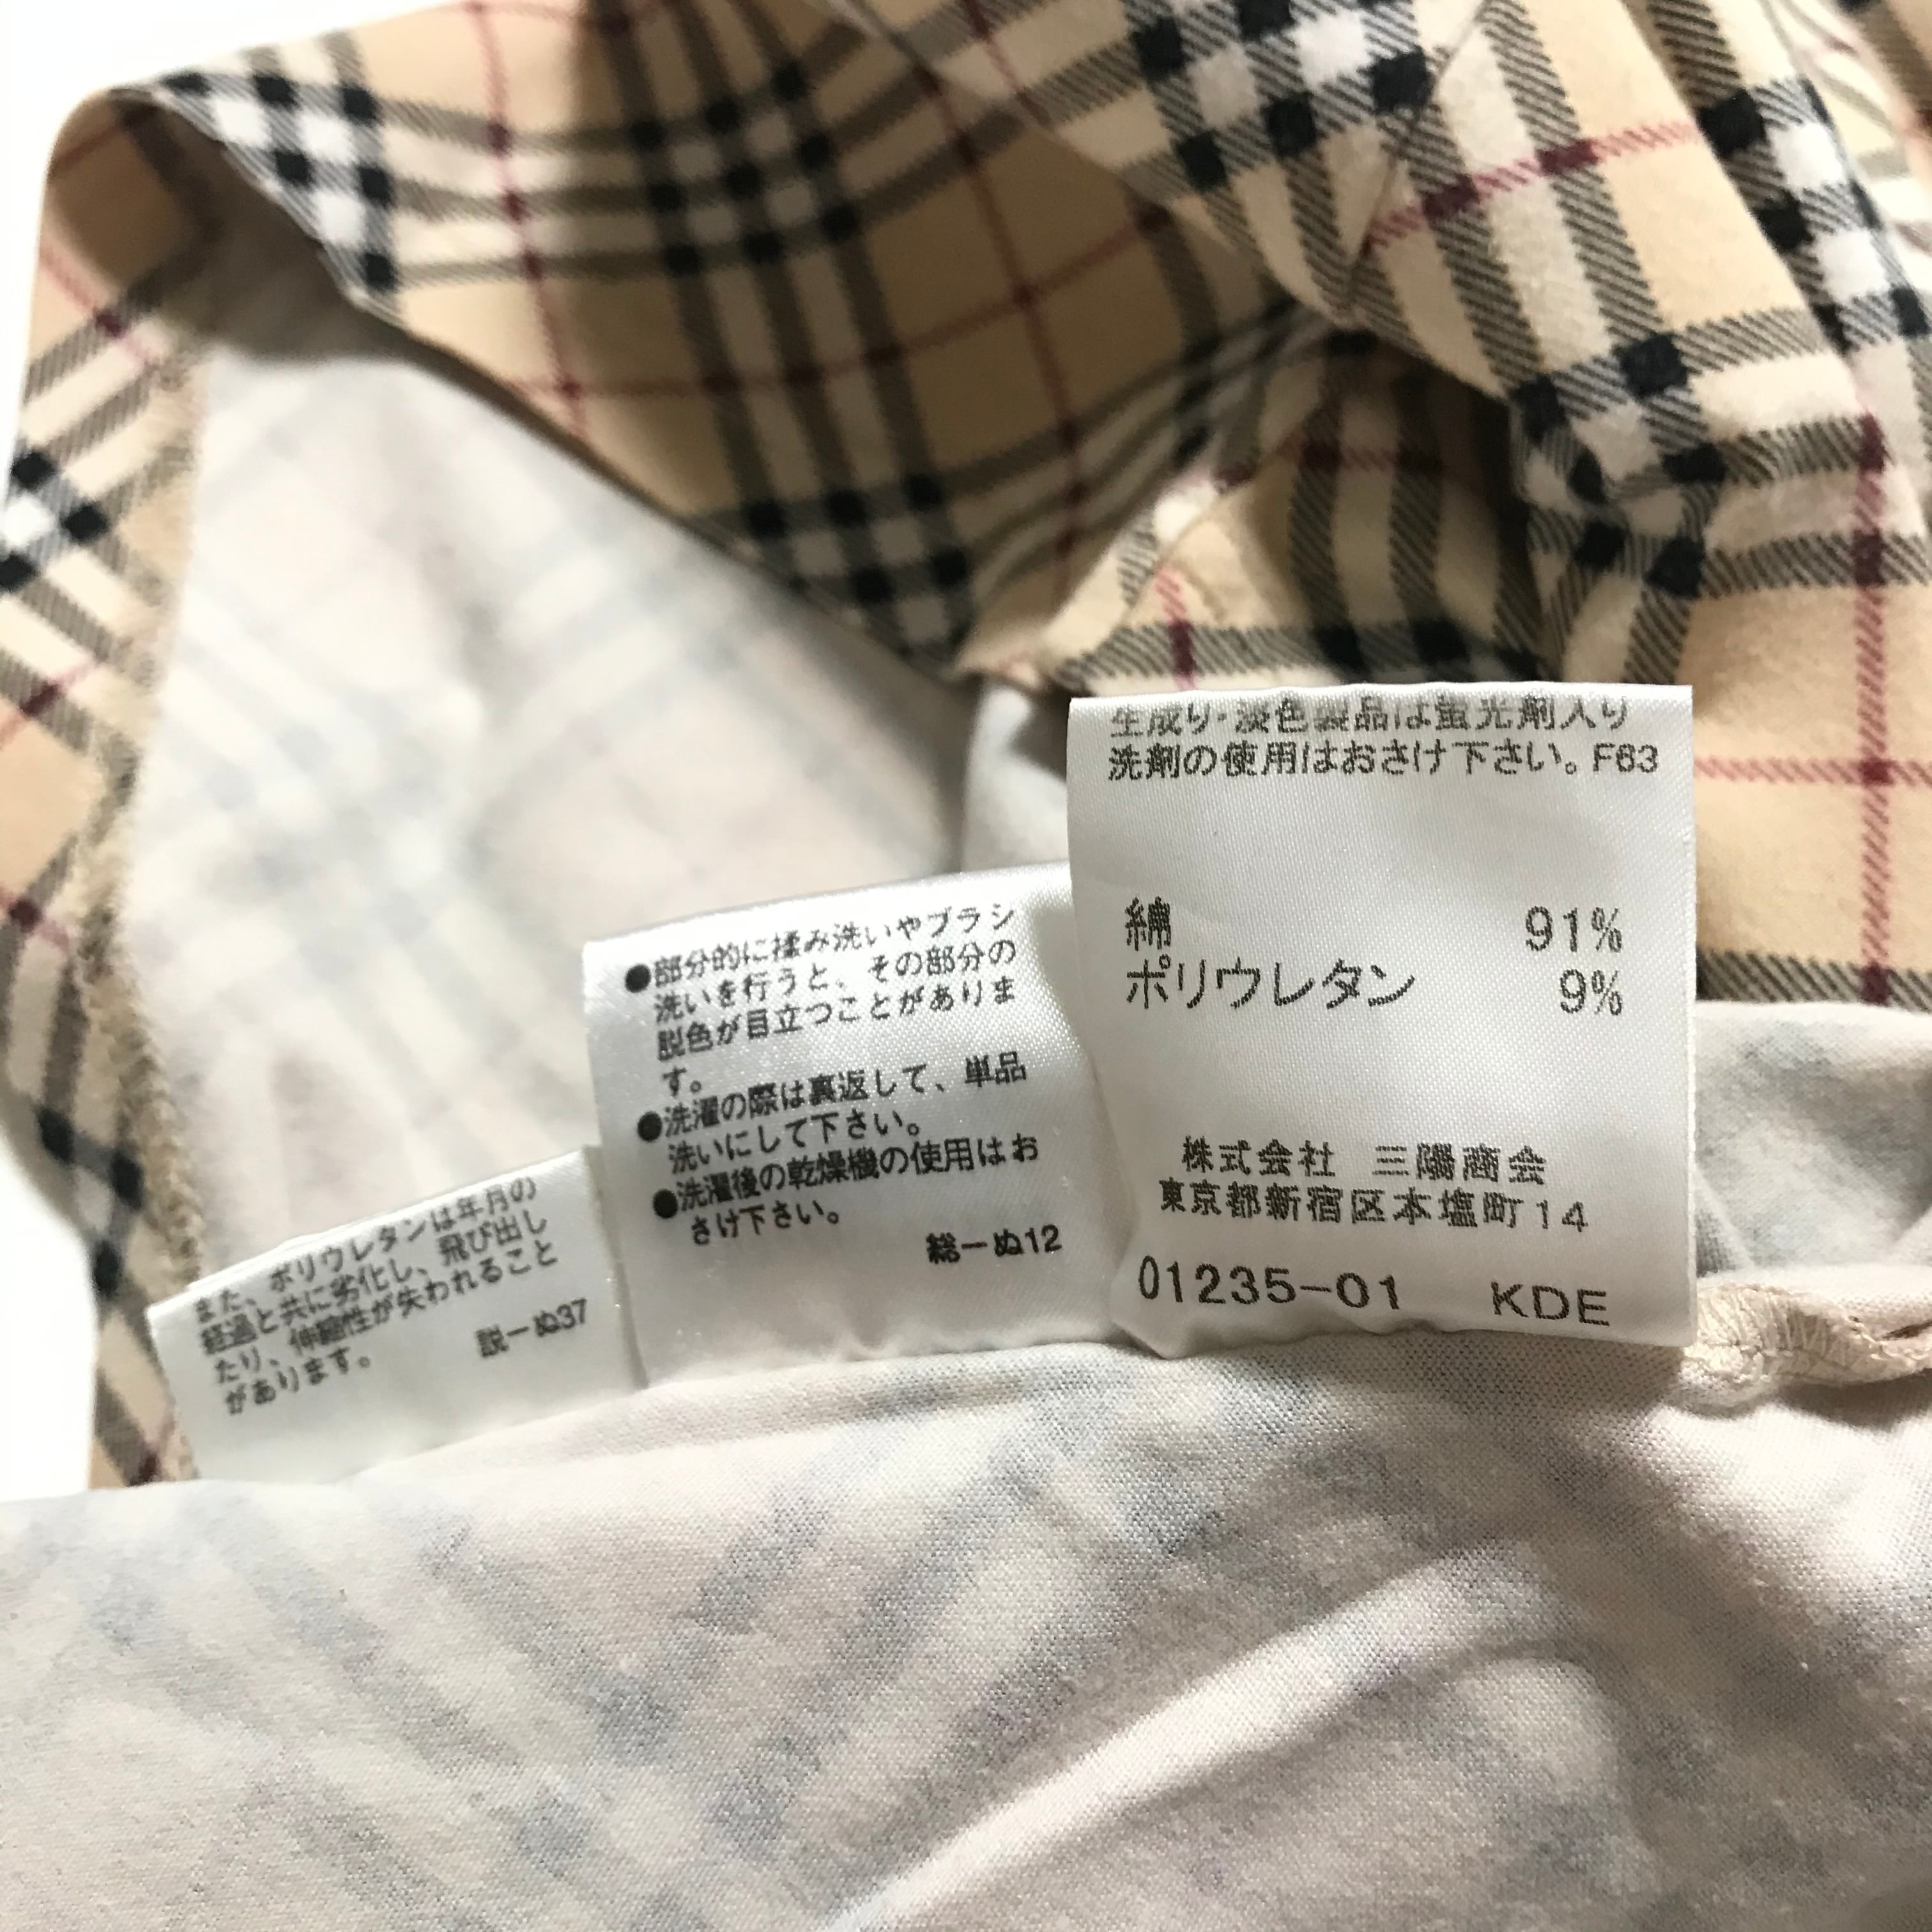 生成り・淡色製品は蛍光剤入り
洗剤の使用はおさけ下さい。F63
綿 91%
ポリウレタン 9%
株式会社 三陽商会
東京都新宿区本塩町14
01235-01 KDE
●部分的に揉み洗いやブラシ
洗いを行うと、その部分の
脱色が目立つことがありま
す。
●洗濯の際は裏返して、単品
洗いにして下さい。
●洗濯後の乾燥機の使用はお
さけ下さい。
総ーぬ12
また、ポリウレタンは年月の
経過と共に劣化し、飛び出し
たり、伸縮性が失われること
があります。
説ーぬ37